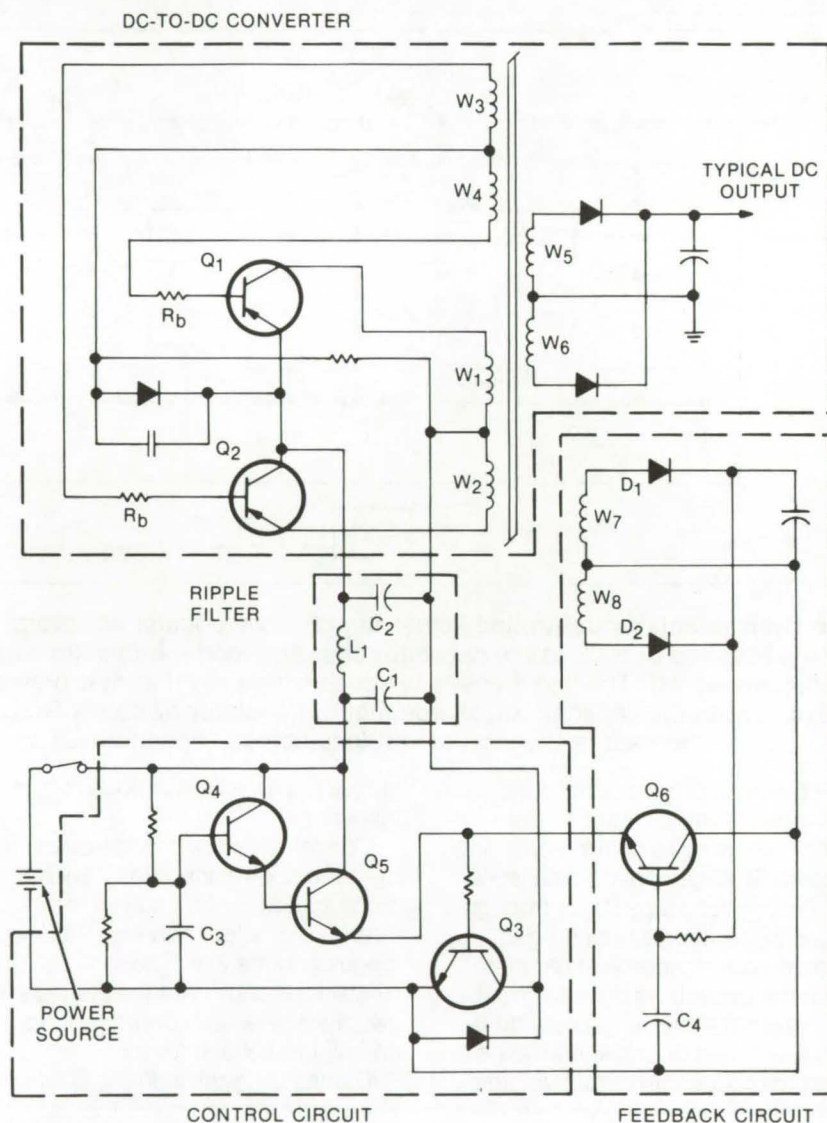 DC-TO-DC CONVERTER
W3
W4
TYPICAL DC
OUTPUT
Q1
W5
Rb
W6
W1
Q2
W2
Rb
D1
W7
RIPPLE
FILTER
C2
W8
L1
D2
C1
Q4
Q6
Q5
Q3
C3
POWER
SOURCE
C4
CONTROL CIRCUIT
FEEDBACK CIRCUIT